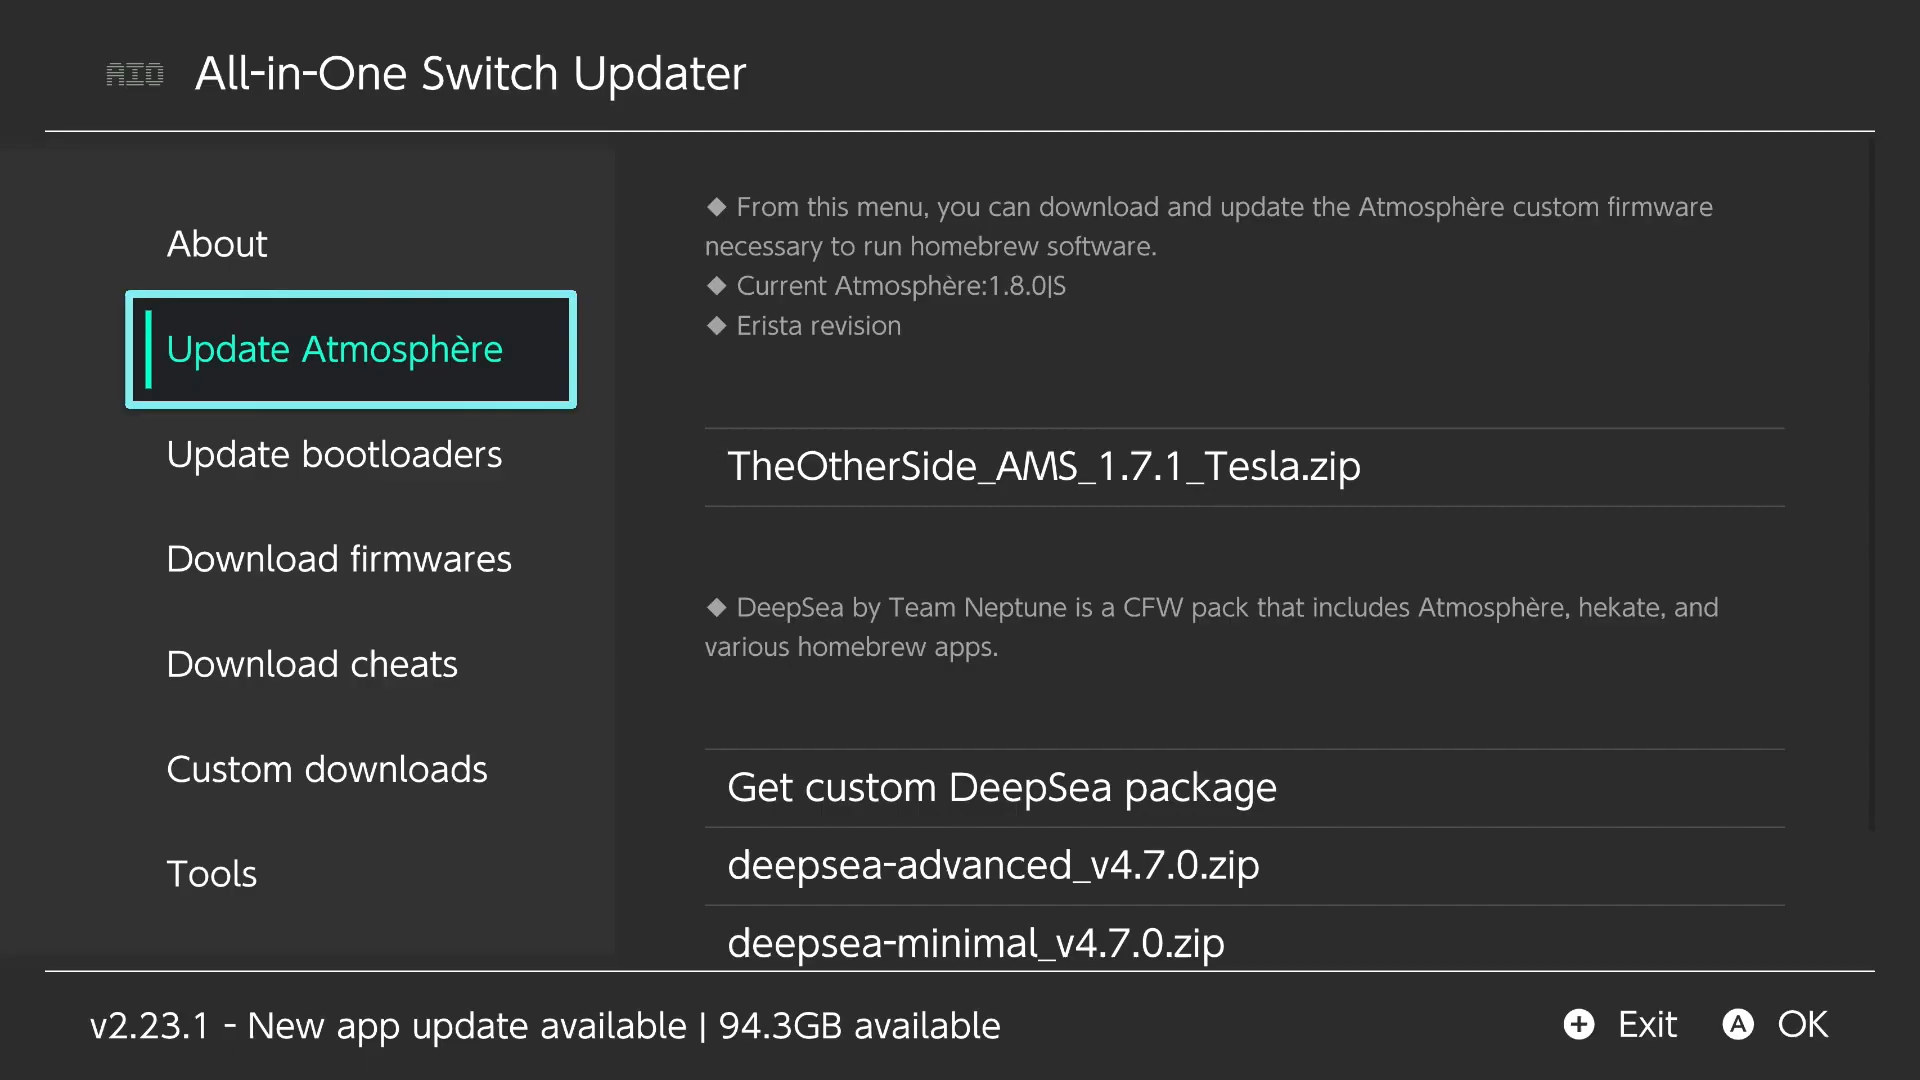 AIO All-in-One Switch Updater
About
Update Atmosphère
Update bootloaders
Download firmwares
Download cheats
Custom downloads
Tools
◆ From this menu, you can download and update the Atmosphère custom firmware
necessary to run homebrew software.
◆ Current Atmosphère:1.8.0|S
◆ Erista revision
TheOtherSide_AMS_1.7.1_Tesla.zip
◆ DeepSea by Team Neptune is a CFW pack that includes Atmosphère, hekate, and
various homebrew apps.
Get custom DeepSea package
deepsea-advanced_v4.7.0.zip
deepsea-minimal_v4.7.0.zip
v2.23.1 - New app update available | 94.3GB available
+ Exit A OK